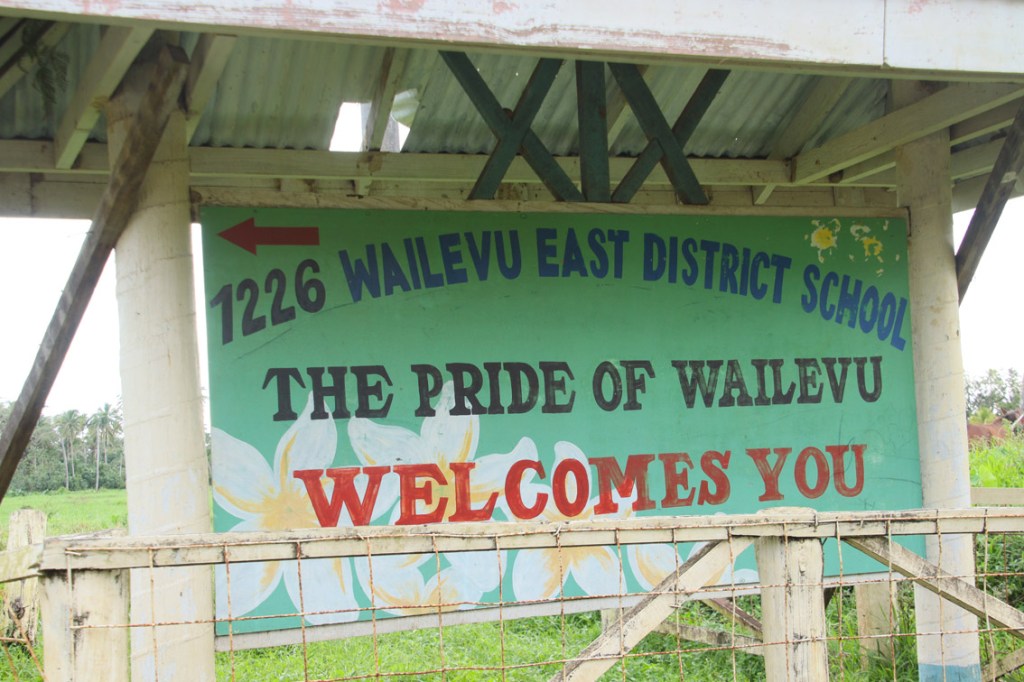 1226 WAILEVU EAST DISTRICT SCHOOL
THE PRIDE OF WAILEVU
WELCOMES YOU